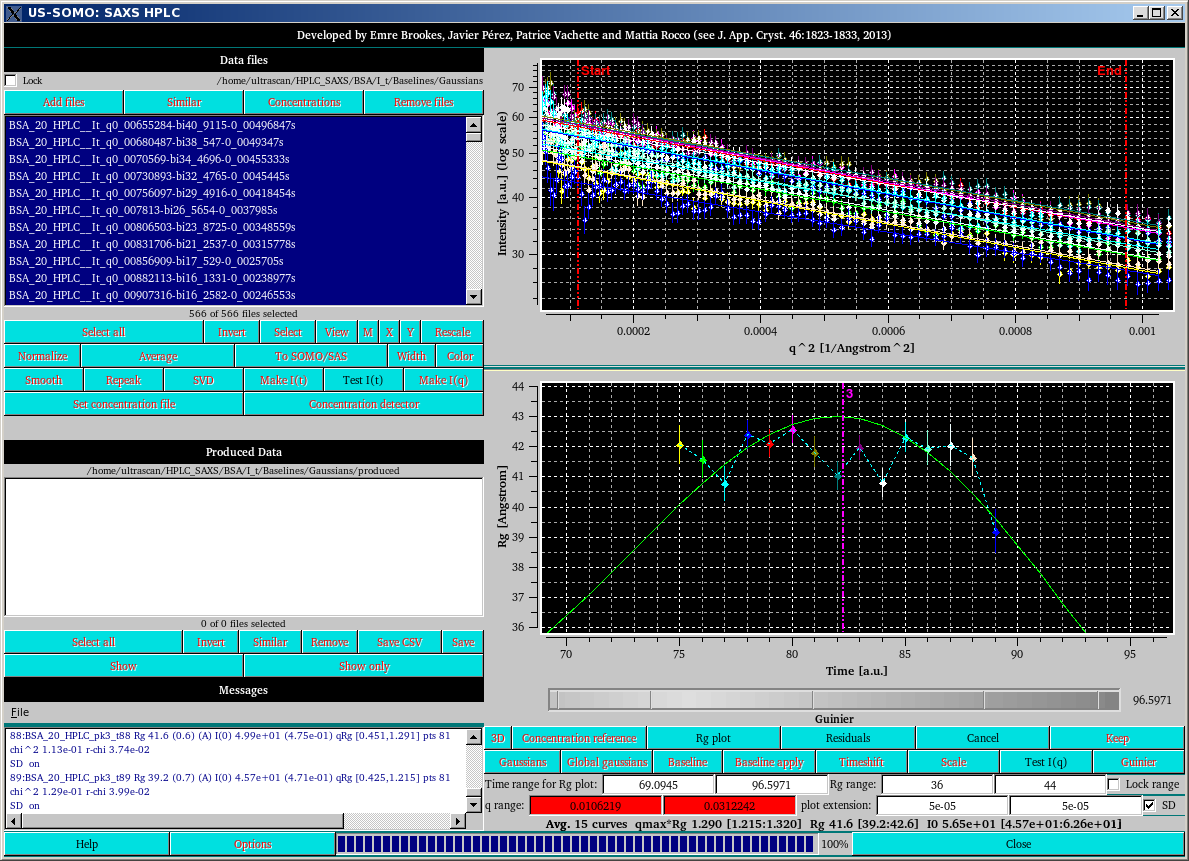 US-SOMO: SAXS HPLC
Developed by Emre Brookes, Javier Pérez, Patrice Vachette and Mattia Rocco (see J. App. Cryst. 46:1823-1833, 2013)
Data files
Lock /home/ultrascan/HPLC_SAXS/BSA/I_t/Baselines/Gaussians
Add files Similar Concentrations Remove files
BSA_20_HPLC__It_q0_00655284-bi40_9115-0_00496847s
BSA_20_HPLC__It_q0_00680487-bi38_547-0_0049347s
BSA_20_HPLC__It_q0_0070569-bi34_4696-0_00455333s
BSA_20_HPLC__It_q0_00730893-bi32_4765-0_0045445s
BSA_20_HPLC__It_q0_00756097-bi29_4916-0_00418454s
BSA_20_HPLC__It_q0_007813-bi26_5654-0_0037985s
BSA_20_HPLC__It_q0_00806503-bi23_8725-0_00348559s
BSA_20_HPLC__It_q0_00831706-bi21_2537-0_00315778s
BSA_20_HPLC__It_q0_00856909-bi17_529-0_0025705s
BSA_20_HPLC__It_q0_00882113-bi16_1331-0_00238977s
BSA_20_HPLC__It_q0_00907316-bi16_2582-0_00246553s
566 of 566 files selected
Select all Invert Select View M X Y Rescale
Normalize Average To SOMO/SAS Width Color
Smooth Repeak SVD Make I(t) Test I(t) Make I(q)
Set concentration file Concentration detector
Produced Data
/home/ultrascan/HPLC_SAXS/BSA/I_t/Baselines/Gaussians/produced
0 of 0 files selected
Select all Invert Similar Remove Save CSV Save
Show Show only
Messages
File
88:BSA_20_HPLC_pk3_t88 Rg 41.6 (0.6) (A) I(0) 4.99e+01 (4.75e-01) qRg [0.451,1.291] pts 81
chi^2 1.13e-01 r-chi 3.74e-02
SD on
89:BSA_20_HPLC_pk3_t89 Rg 39.2 (0.7) (A) I(0) 4.57e+01 (4.71e-01) qRg [0.425,1.215] pts 81
chi^2 1.29e-01 r-chi 3.99e-02
SD on
Help Options 100% Close
Start End
Intensity [a.u.] (log scale)
70
60
50
40
30
0.0002 0.0004 0.0006 0.0008 0.001
q^2 [1/Angstrom^2]
3
Rg [Angstrom]
44
43
42
41
40
39
38
37
36
70 75 80 85 90 95
Time [a.u.]
96.5971
Guinier
3D Concentration reference Rg plot Residuals Cancel Keep
Gaussians Global gaussians Baseline Baseline apply Timeshift Scale Test I(q) Guinier
Time range for Rg plot: 69.0945 96.5971 Rg range: 36 44 Lock range
q range: 0.0106219 0.0312242 plot extension: 5e-05 5e-05 SD
Avg. 15 curves qmax*Rg 1.290 [1.215:1.320] Rg 41.6 [39.2:42.6] I0 5.65e+01 [4.57e+01:6.26e+01]